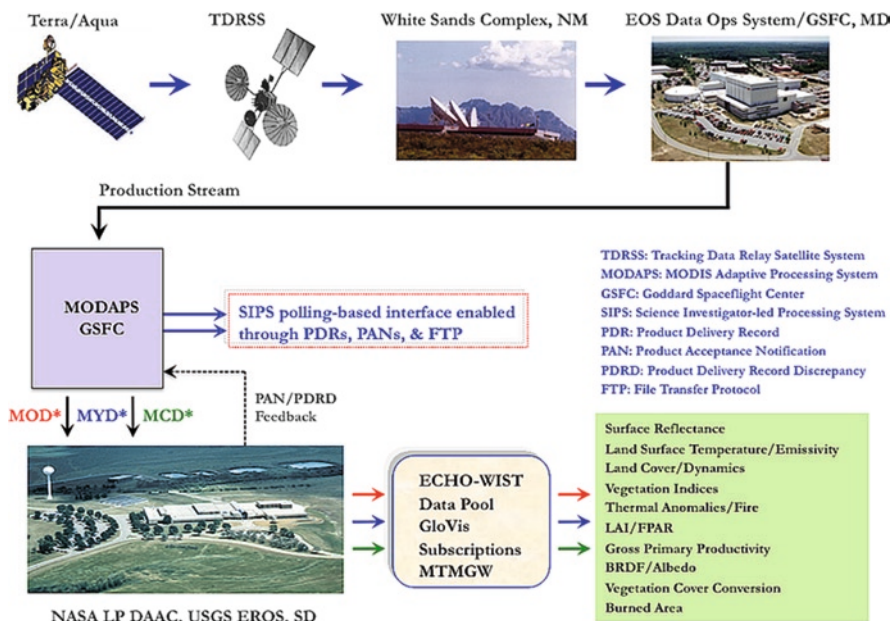 Terra/Aqua
TDRSS
White Sands Complex, NM
EOS Data Ops System/GSFC, MD
Production Stream
MODAPS
GSFC
SIPS polling-based interface enabled
through PDRs, PANs, & FTP
TDRSS: Tracking Data Relay Satellite System
MODAPS: MODIS Adaptive Processing System
GSFC: Goddard Spaceflight Center
SIPS: Science Investigator-led Processing System
PDR: Product Delivery Record
PAN: Product Acceptance Notification
PDRD: Product Delivery Record Discrepancy
FTP: File Transfer Protocol
PAN/PDRD
Feedback
MOD* MYD* MCD*
ECHO-WIST
Data Pool
GloVis
Subscriptions
MTMGW
Surface Reflectance
Land Surface Temperature/Emissivity
Land Cover/Dynamics
Vegetation Indices
Thermal Anomalies/Fire
LAI/FPAR
Gross Primary Productivity
BRDF/Albedo
Vegetation Cover Conversion
Burned Area
NASA LP DAAC, USGS EROS, SD